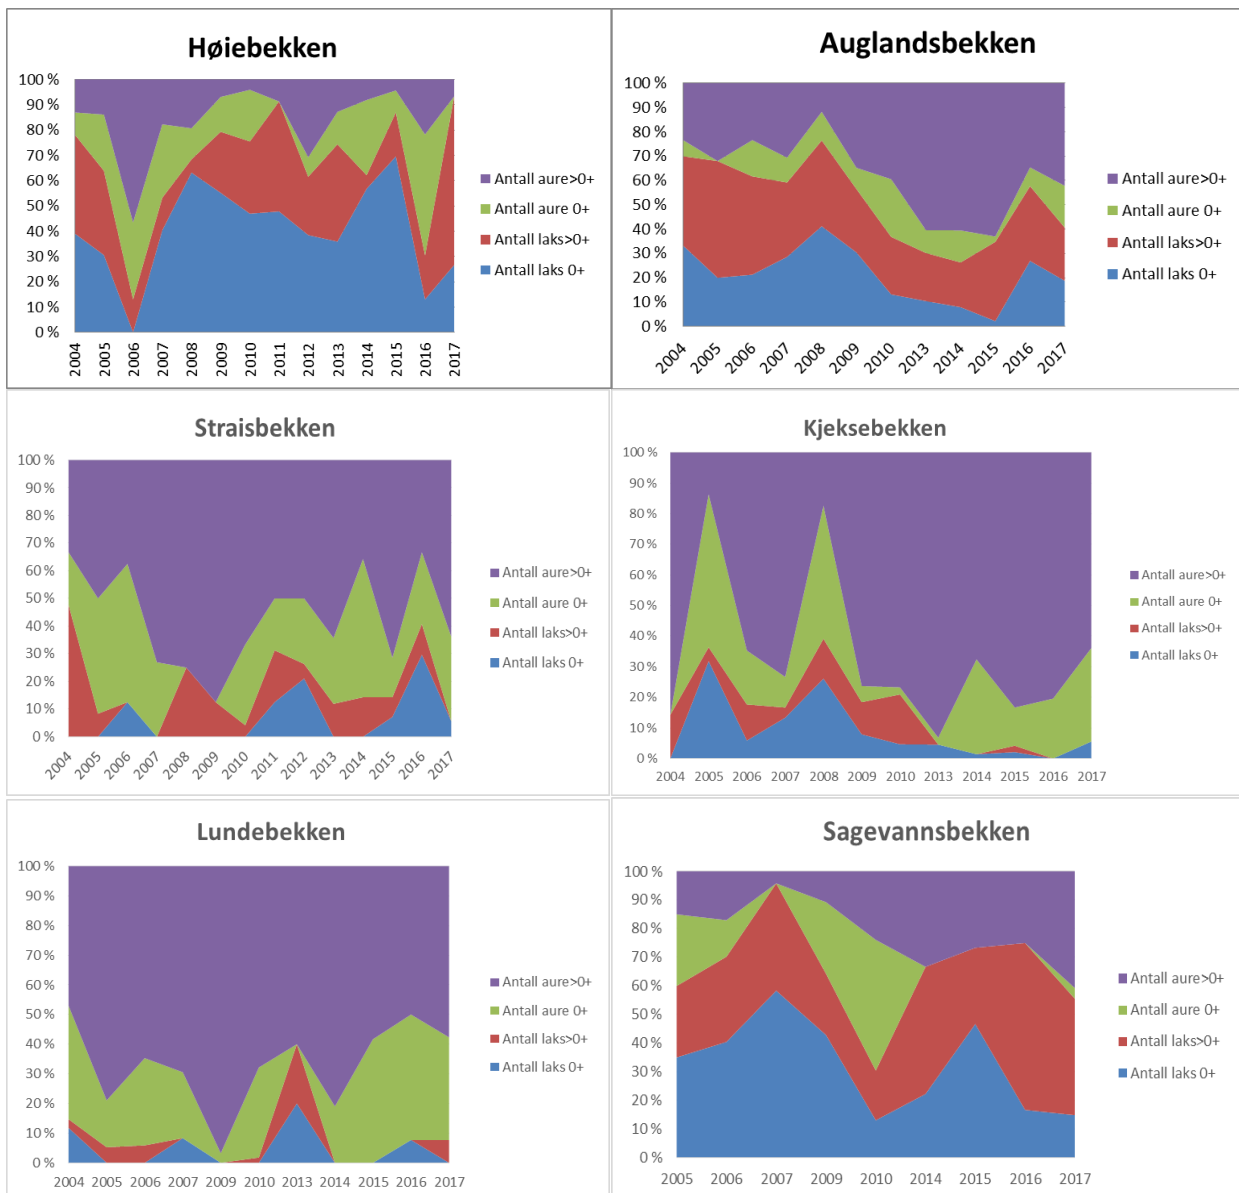 Høiebekken
100 %
90 %
80 %
70 %
60 %
50 %
40 %
30 %
20 %
10 %
0 %
2004 2005 2006 2007 2008 2009 2010 2011 2012 2013 2014 2015 2016 2017
Antall aure>0+
Antall aure 0+
Antall laks>0+
Antall laks 0+
Auglandsbekken
100 %
90 %
80 %
70 %
60 %
50 %
40 %
30 %
20 %
10 %
0 %
2004 2005 2006 2007 2008 2009 2010 2013 2014 2015 2016 2017
Antall aure>0+
Antall aure 0+
Antall laks>0+
Antall laks 0+
Straisbekken
100 %
90 %
80 %
70 %
60 %
50 %
40 %
30 %
20 %
10 %
0 %
2004 2005 2006 2007 2008 2009 2010 2011 2012 2013 2014 2015 2016 2017
Antall aure>0+
Antall aure 0+
Antall laks>0+
Antall laks 0+
Kjeksebekken
100 %
90 %
80 %
70 %
60 %
50 %
40 %
30 %
20 %
10 %
0 %
2004 2005 2006 2007 2008 2009 2010 2013 2014 2015 2016 2017
Antall aure>0+
Antall aure 0+
Antall laks>0+
Antall laks 0+
Lundebekken
100 %
90 %
80 %
70 %
60 %
50 %
40 %
30 %
20 %
10 %
0 %
2004 2005 2006 2007 2009 2010 2013 2014 2015 2016 2017
Antall aure>0+
Antall aure 0+
Antall laks>0+
Antall laks 0+
Sagevannsbekken
100 %
90 %
80 %
70 %
60 %
50 %
40 %
30 %
20 %
10 %
0 %
2005 2006 2007 2009 2010 2014 2015 2016 2017
Antall aure>0+
Antall aure 0+
Antall laks>0+
Antall laks 0+